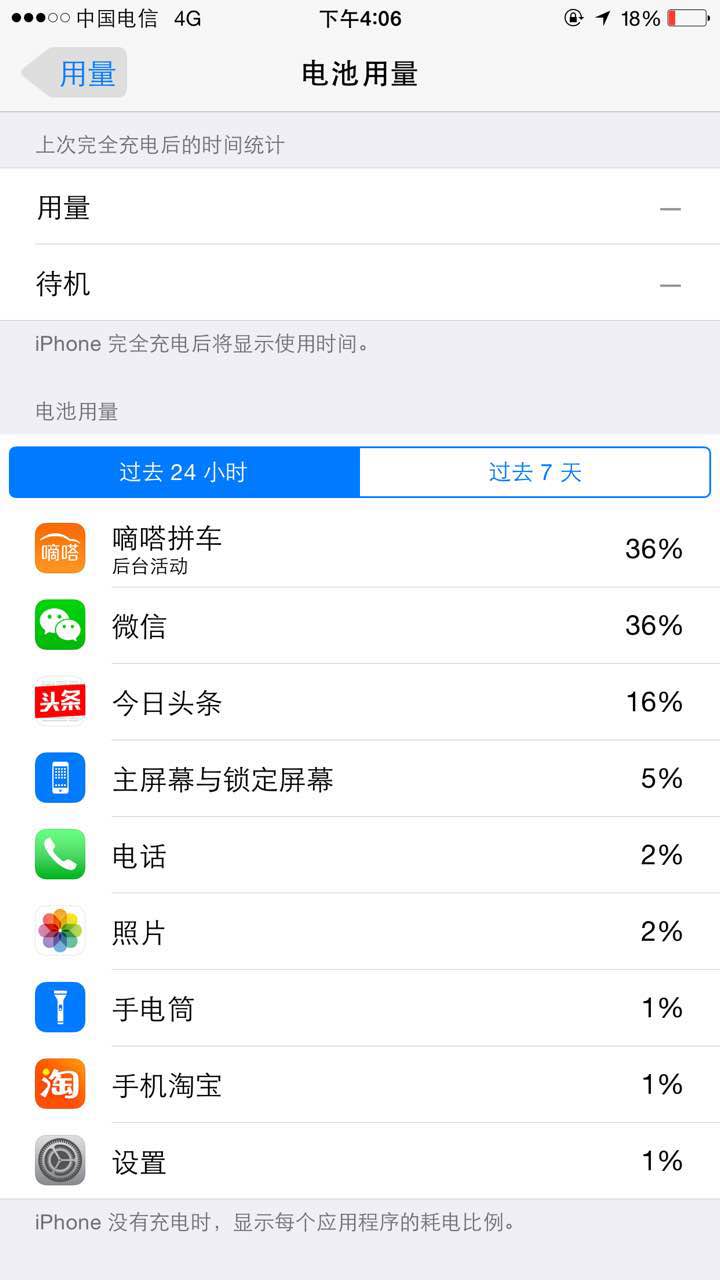 中国电信 4G 下午4:06 18%
用量 电池用量
上次完全充电后的时间统计
用量 —
待机 —
iPhone 完全充电后将显示使用时间。
电池用量
过去 24 小时 过去 7 天
嘀嗒 嘀嗒拼车 36%
后台活动
微信 36%
头条 今日头条 16%
主屏幕与锁定屏幕 5%
电话 2%
照片 2%
手电筒 1%
淘 手机淘宝 1%
设置 1%
iPhone 没有充电时，显示每个应用程序的耗电比例。